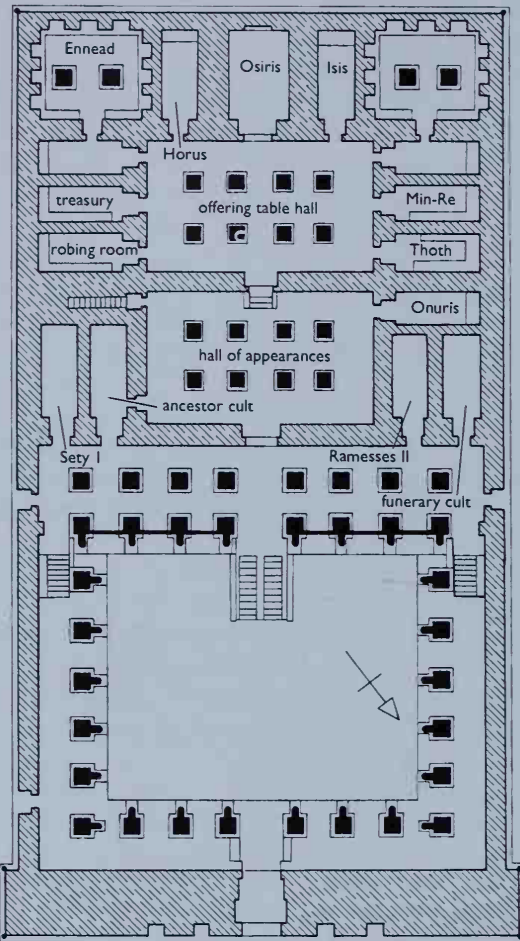 Ennead
Osiris
Isis
Horus
treasury
offering table hall
Min-Re
robing room
Thoth
Onuris
hall of appearances
ancestor cult
Sety I
Ramesses II
funerary cult